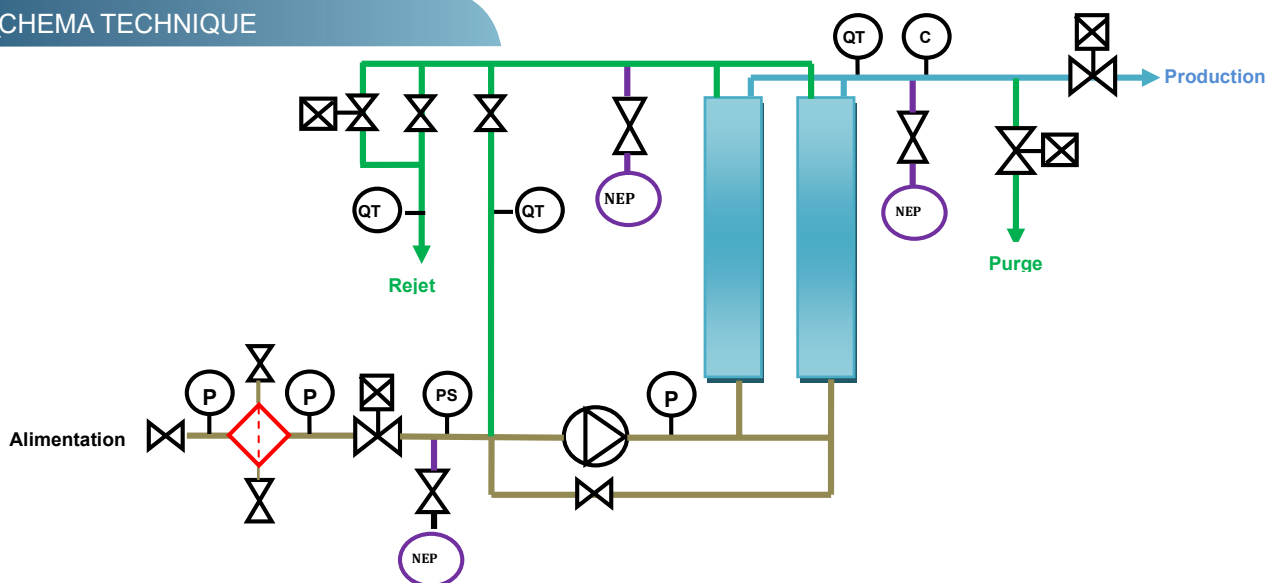 CHEMA TECHNIQUE
QT
C
Production
NEP
NEP
QT
QT
Purge
Rejet
P
P
PS
P
Alimentation
NEP